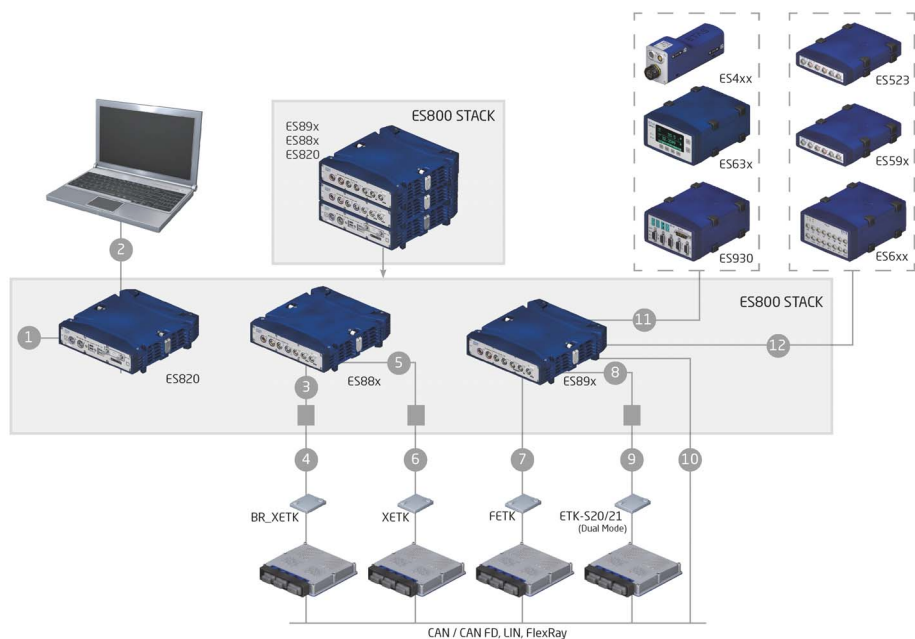 ES4xx
ES523
ES800 STACK
ES89x
ES88x
ES820
ES63x
ES59x
2
ES930
ES6xx
ES800 STACK
11
1
12
5
8
ES820
3
ES88x
ES89x
4
6
7
9
10
BR_XETK
XETK
FETK
ETK-S20/21
(Dual Mode)
CAN / CAN FD, LIN, FlexRay